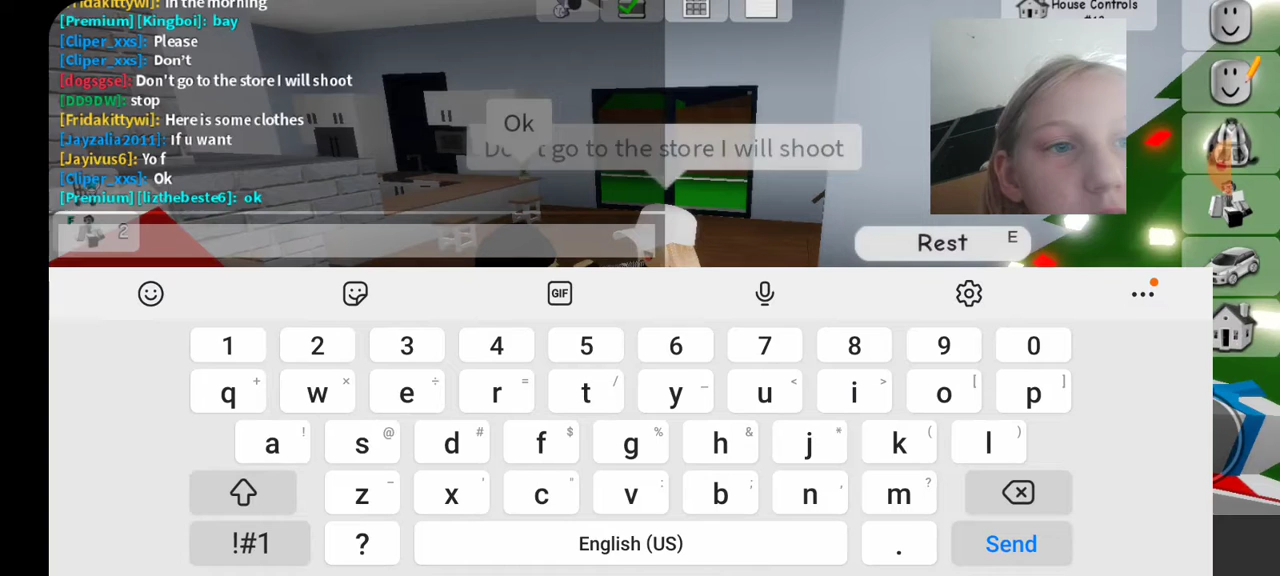 Fridakittywi]: in the morning
[Premium] [Kingboi]: bay
[Cliper_xxs]: Please
[Cliper_xxs]: Don't
[dogsgse]: Don't go to the store I will shoot
[DD9DW]: stop
[Fridakittywi]: Here is some clothes
[Jayzalia2011]: If u want
[Jayivus6]: Yo f
[Cliper_xxs]: Ok
[Premium] [lizthebeste6]: ok
2
Ok
Don't go to the store I will shoot
House Controls
Rest E
GIF
1 2 3 4 5 6 7 8 9 0
q + w × e ÷ r = t / y _ u < i > o [ p ]
a ! s @ d # f $ g % h & j * k ( l )
z - x ' c " v : b ; n , m ?
!#1 ? English (US) . Send